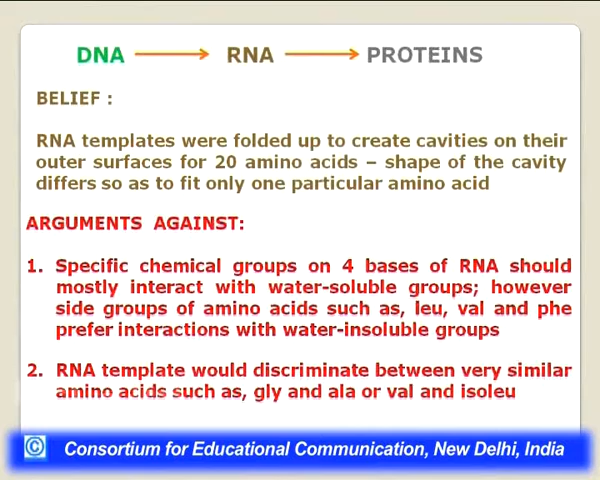 DNA RNA PROTEINS
BELIEF :
RNA templates were folded up to create cavities on their
outer surfaces for 20 amino acids – shape of the cavity
differs so as to fit only one particular amino acid
ARGUMENTS AGAINST:
1. Specific chemical groups on 4 bases of RNA should
mostly interact with water-soluble groups; however
side groups of amino acids such as, leu, val and phe
prefer interactions with water-insoluble groups
2. RNA template would discriminate between very similar
amino acids such as, gly and ala or val and isoleu
© Consortium for Educational Communication, New Delhi, India